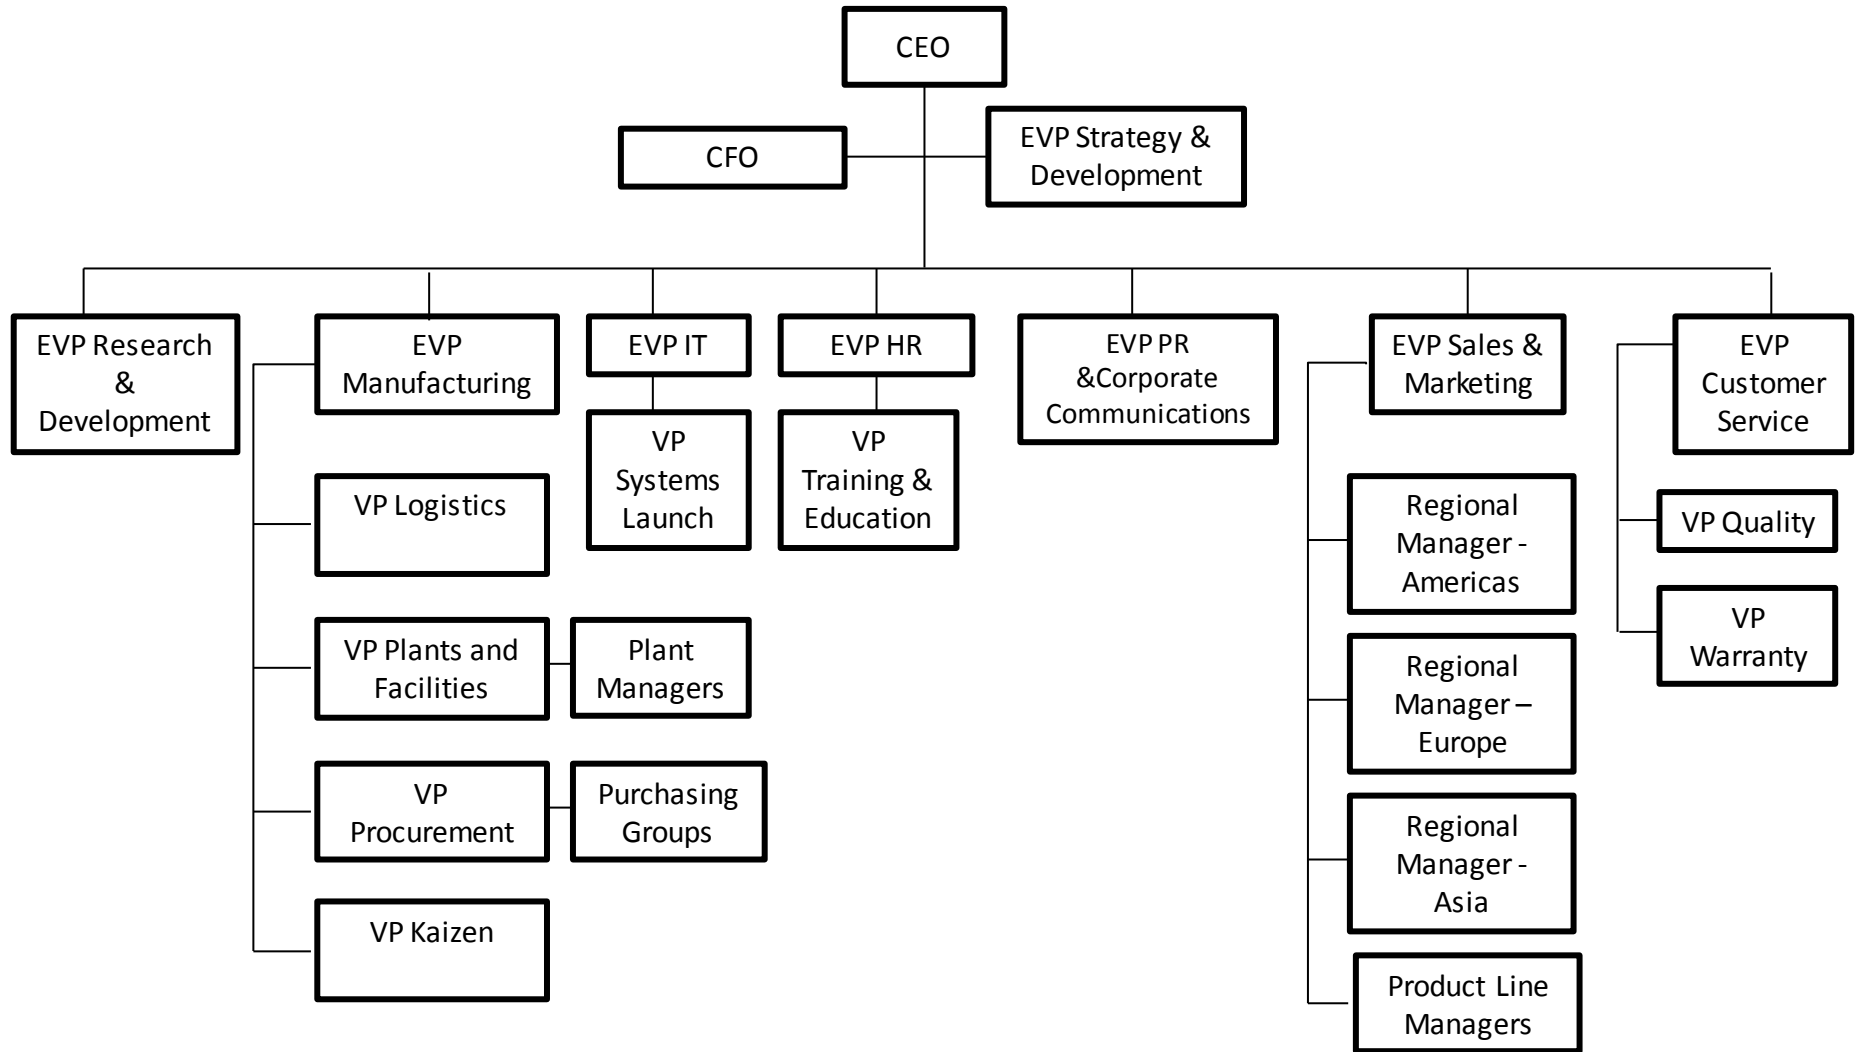 CEO
CFO
EVP Strategy &
Development
EVP Research
&
Development
EVP
Manufacturing
EVP IT
EVP HR
EVP PR
&Corporate
Communications
EVP Sales &
Marketing
EVP
Customer
Service
VP
Systems
Launch
VP
Training &
Education
VP Logistics
VP Plants and
Facilities
Plant
Managers
VP
Procurement
Purchasing
Groups
VP Kaizen
Regional
Manager -
Americas
Regional
Manager –
Europe
Regional
Manager -
Asia
Product Line
Managers
VP Quality
VP
Warranty